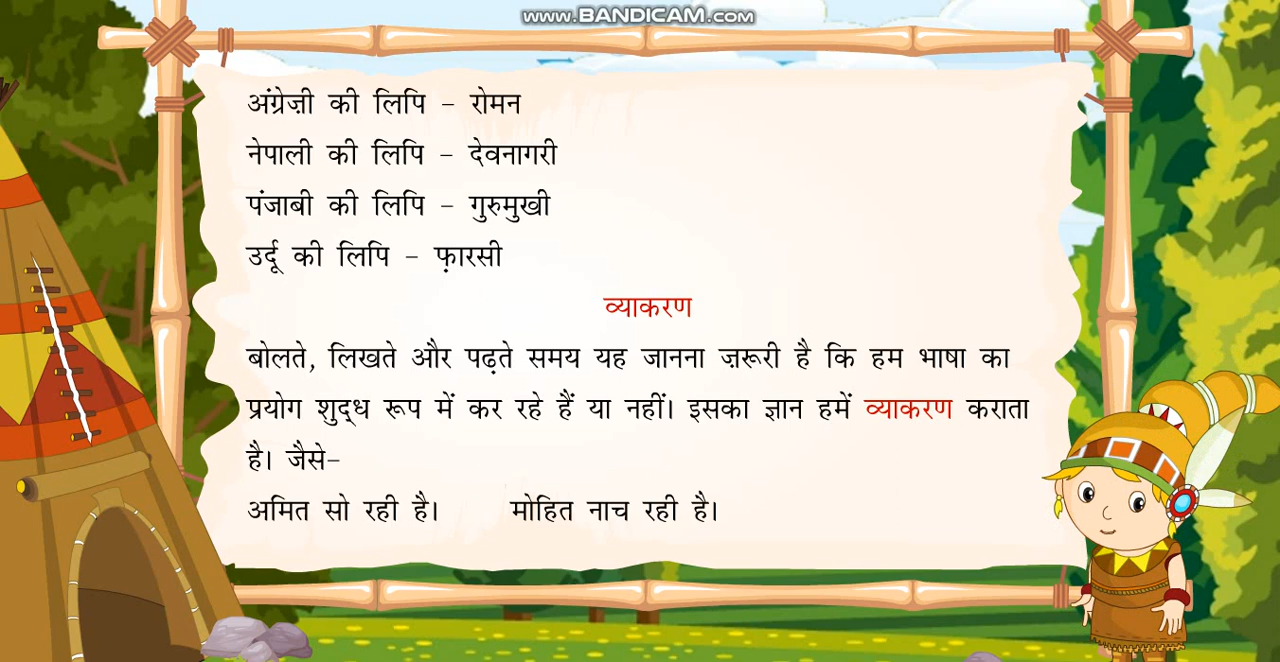 www.BANDICAM.com
अंग्रेज़ी की लिपि – रोमन
नेपाली की लिपि – देवनागरी
पंजाबी की लिपि – गुरुमुखी
उर्दू की लिपि – फ़ारसी
व्याकरण
बोलते, लिखते और पढ़ते समय यह जानना ज़रूरी है कि हम भाषा का
प्रयोग शुद्ध रूप में कर रहे हैं या नहीं। इसका ज्ञान हमें व्याकरण कराता
है। जैसे–
अमित सो रही है। मोहित नाच रही है।